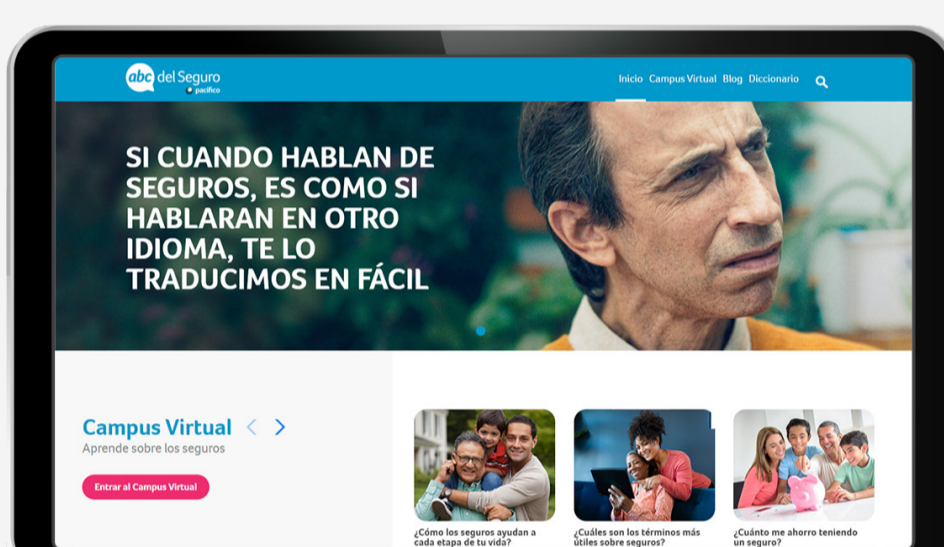 abc del Seguro
pacífico
Inicio Campus Virtual Blog Diccionario
SI CUANDO HABLAN DE
SEGUROS, ES COMO SI
HABLARAN EN OTRO
IDIOMA, TE LO
TRADUCIMOS EN FÁCIL
Campus Virtual
Aprende sobre los seguros
Entrar al Campus Virtual
¿Cómo los seguros ayudan a
cada etapa de tu vida?
¿Cuáles son los términos más
útiles sobre seguros?
¿Cuánto me ahorro teniendo
un seguro?